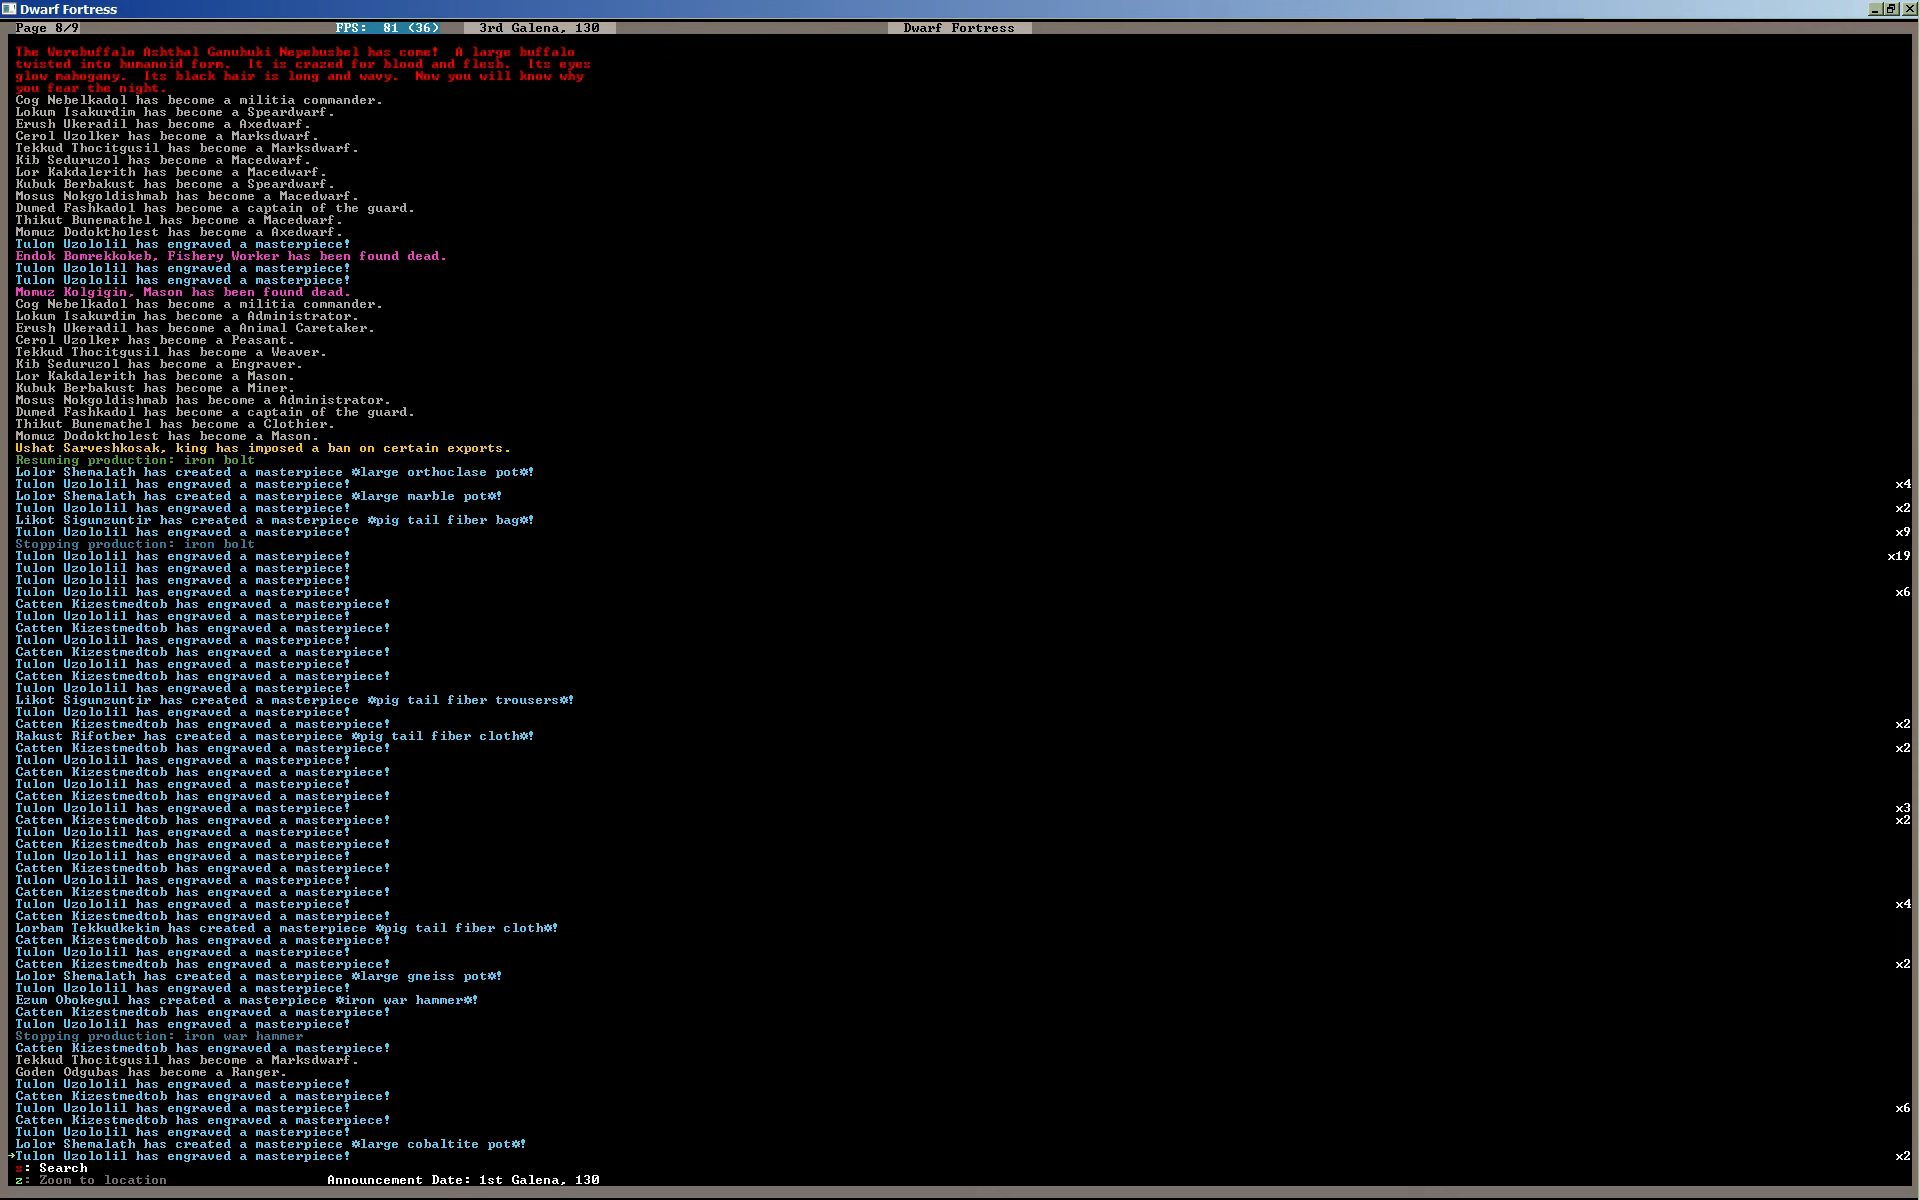 Dwarf Fortress
Page 8/9 FPS: 81 (36) 3rd Galena, 130 Dwarf Fortress
The Werebuffalo Ashthal Ganuhuki Nepebusbel has come! A large buffalo
twisted into humanoid form. It is crazed for blood and flesh. Its eyes
glow mahogany. Its black hair is long and wavy. Now you will know why
you fear the night.
Cog Nebelkadol has become a militia commander.
Lokum Isakurdim has become a Speardwarf.
Erush Ukeradil has become a Axedwarf.
Cerol Uzolker has become a Marksdwarf.
Tekkud Thocitgusil has become a Marksdwarf.
Kib Seduruzol has become a Macedwarf.
Lor Kakdalerith has become a Macedwarf.
Kubuk Berbakust has become a Speardwarf.
Mosus Nokgoldishmab has become a Macedwarf.
Dumed Fashkadol has become a captain of the guard.
Thikut Bunemathel has become a Macedwarf.
Momuz Dodoktholest has become a Axedwarf.
Tulon Uzololil has engraved a masterpiece!
Endok Bomrekkokeb, Fishery Worker has been found dead.
Tulon Uzololil has engraved a masterpiece!
Tulon Uzololil has engraved a masterpiece!
Momuz Kolgigin, Mason has been found dead.
Cog Nebelkadol has become a militia commander.
Lokum Isakurdim has become a Administrator.
Erush Ukeradil has become a Animal Caretaker.
Cerol Uzolker has become a Peasant.
Tekkud Thocitgusil has become a Weaver.
Kib Seduruzol has become a Engraver.
Lor Kakdalerith has become a Mason.
Kubuk Berbakust has become a Miner.
Mosus Nokgoldishmab has become a Administrator.
Dumed Fashkadol has become a captain of the guard.
Thikut Bunemathel has become a Clothier.
Momuz Dodoktholest has become a Mason.
Ushat Sarveshkosak, king has imposed a ban on certain exports.
Resuming production: iron bolt
Lolor Shemalath has created a masterpiece ☼large orthoclase pot☼!
Tulon Uzololil has engraved a masterpiece! x4
Lolor Shemalath has created a masterpiece ☼large marble pot☼!
Tulon Uzololil has engraved a masterpiece! x2
Likot Sigunzuntir has created a masterpiece ☼pig tail fiber bag☼!
Tulon Uzololil has engraved a masterpiece! x9
Stopping production: iron bolt
Tulon Uzololil has engraved a masterpiece! x19
Tulon Uzololil has engraved a masterpiece!
Tulon Uzololil has engraved a masterpiece!
Tulon Uzololil has engraved a masterpiece! x6
Catten Kizestmedtob has engraved a masterpiece!
Tulon Uzololil has engraved a masterpiece!
Catten Kizestmedtob has engraved a masterpiece!
Tulon Uzololil has engraved a masterpiece!
Catten Kizestmedtob has engraved a masterpiece!
Tulon Uzololil has engraved a masterpiece!
Catten Kizestmedtob has engraved a masterpiece!
Tulon Uzololil has engraved a masterpiece!
Likot Sigunzuntir has created a masterpiece ☼pig tail fiber trousers☼!
Tulon Uzololil has engraved a masterpiece!
Catten Kizestmedtob has engraved a masterpiece! x2
Rakust Rifotber has created a masterpiece ☼pig tail fiber cloth☼!
Catten Kizestmedtob has engraved a masterpiece! x2
Tulon Uzololil has engraved a masterpiece!
Catten Kizestmedtob has engraved a masterpiece!
Tulon Uzololil has engraved a masterpiece!
Catten Kizestmedtob has engraved a masterpiece!
Tulon Uzololil has engraved a masterpiece! x3
Catten Kizestmedtob has engraved a masterpiece! x2
Tulon Uzololil has engraved a masterpiece!
Catten Kizestmedtob has engraved a masterpiece!
Tulon Uzololil has engraved a masterpiece!
Catten Kizestmedtob has engraved a masterpiece!
Tulon Uzololil has engraved a masterpiece!
Catten Kizestmedtob has engraved a masterpiece!
Tulon Uzololil has engraved a masterpiece! x4
Catten Kizestmedtob has engraved a masterpiece!
Lorbam Tekkudkekim has created a masterpiece ☼pig tail fiber cloth☼!
Catten Kizestmedtob has engraved a masterpiece!
Tulon Uzololil has engraved a masterpiece!
Catten Kizestmedtob has engraved a masterpiece! x2
Lolor Shemalath has created a masterpiece ☼large gneiss pot☼!
Tulon Uzololil has engraved a masterpiece!
Ezum Obokegul has created a masterpiece ☼iron war hammer☼!
Catten Kizestmedtob has engraved a masterpiece!
Tulon Uzololil has engraved a masterpiece!
Stopping production: iron war hammer
Catten Kizestmedtob has engraved a masterpiece!
Tekkud Thocitgusil has become a Marksdwarf.
Goden Odgubas has become a Ranger.
Tulon Uzololil has engraved a masterpiece!
Catten Kizestmedtob has engraved a masterpiece!
Tulon Uzololil has engraved a masterpiece! x6
Catten Kizestmedtob has engraved a masterpiece!
Tulon Uzololil has engraved a masterpiece!
Lolor Shemalath has created a masterpiece ☼large cobaltite pot☼!
→Tulon Uzololil has engraved a masterpiece! x2
s: Search
z: Zoom to location Announcement Date: 1st Galena, 130